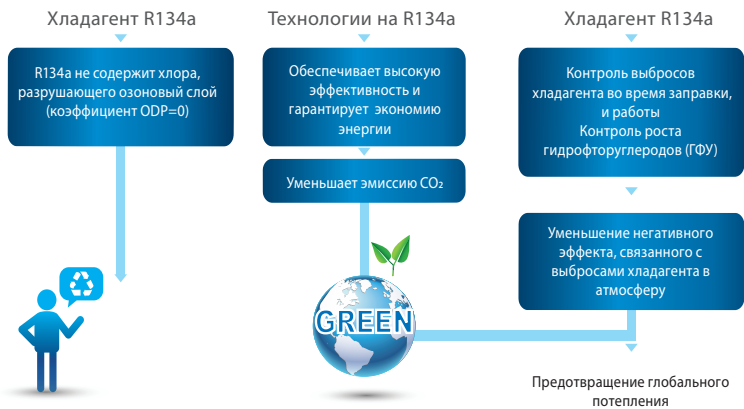 Хладагент R134a
R134a не содержит хлора,
разрушающего озоновый слой
(коэффициент ODP=0)
Технологии на R134a
Обеспечивает высокую
эффективность и
гарантирует экономию
энергии
Уменьшает эмиссию CO₂
GREEN
Хладагент R134a
Контроль выбросов
хладагента во время заправки,
и работы
Контроль роста
гидрофторуглеродов (ГФУ)
Уменьшение негативного
эффекта, связанного с
выбросами хладагента в
атмосферу
Предотвращение глобального
потепления